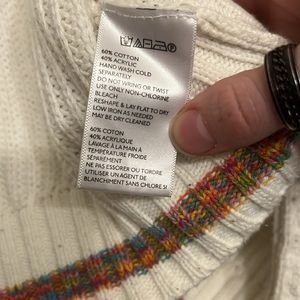 60% COTTON
40% ACRYLIC
HAND WASH COLD
SEPARATELY
DO NOT WRING OR TWIST
USE ONLY NON-CHLORINE
BLEACH
RESHAPE & LAY FLAT TO DRY
LOW IRON AS NEEDED
MAY BE DRY CLEANED
60% COTON
40% ACRYLIQUE
LAVAGE À LA MAIN À
TEMPERATURE FROIDE
SÉPARÉMENT
NE PAS ESSORER OU TORDRE
UTILISER UN AGENT DE
BLANCHIMENT SANS CHLORE SI